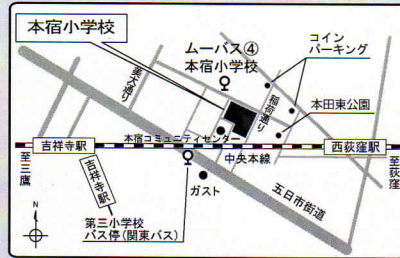 本宿小学校
ムーバス④
本宿小学校
コイン
パーキング
美大通り
稲荷通り
本田東公園
本宿コミュニティセンター
吉祥寺駅
西荻窪駅
至三鷹
吉祥寺駅
中央本線
至荻窪
ガスト
五日市街道
第三小学校
バス停(関東バス)
N